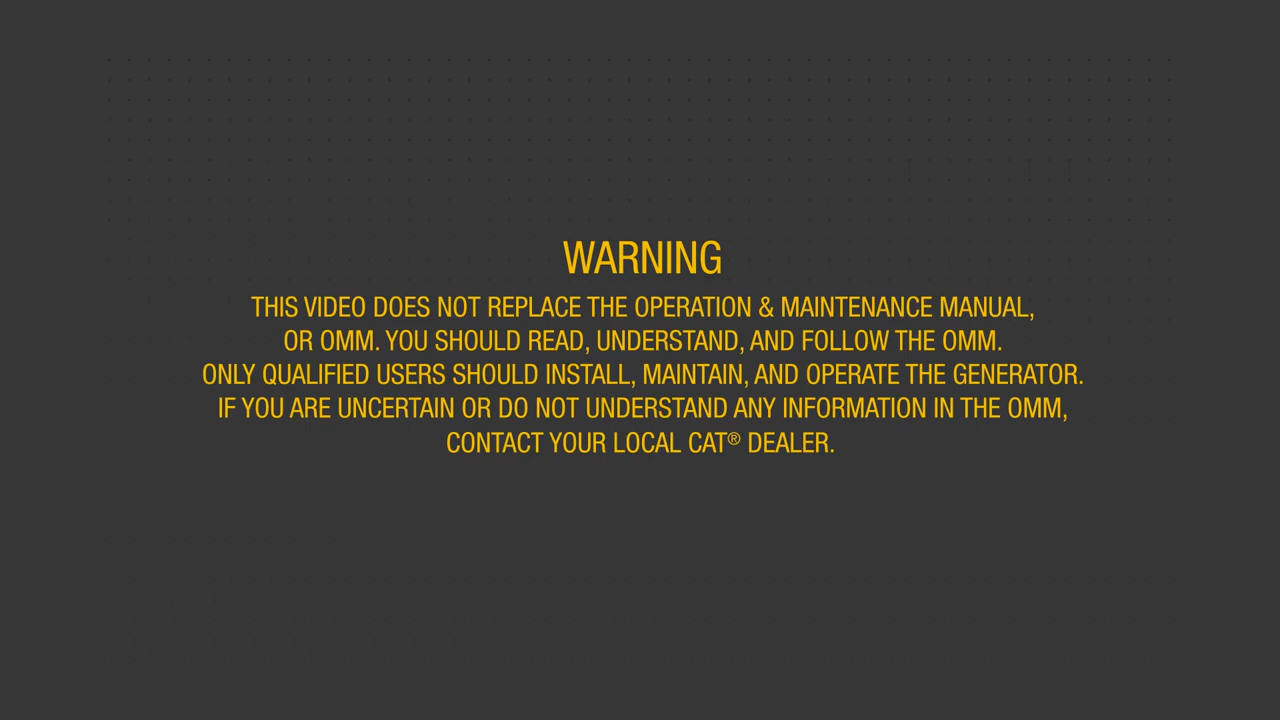 WARNING
THIS VIDEO DOES NOT REPLACE THE OPERATION & MAINTENANCE MANUAL,
OR OMM. YOU SHOULD READ, UNDERSTAND, AND FOLLOW THE OMM.
ONLY QUALIFIED USERS SHOULD INSTALL, MAINTAIN, AND OPERATE THE GENERATOR.
IF YOU ARE UNCERTAIN OR DO NOT UNDERSTAND ANY INFORMATION IN THE OMM,
CONTACT YOUR LOCAL CAT® DEALER.